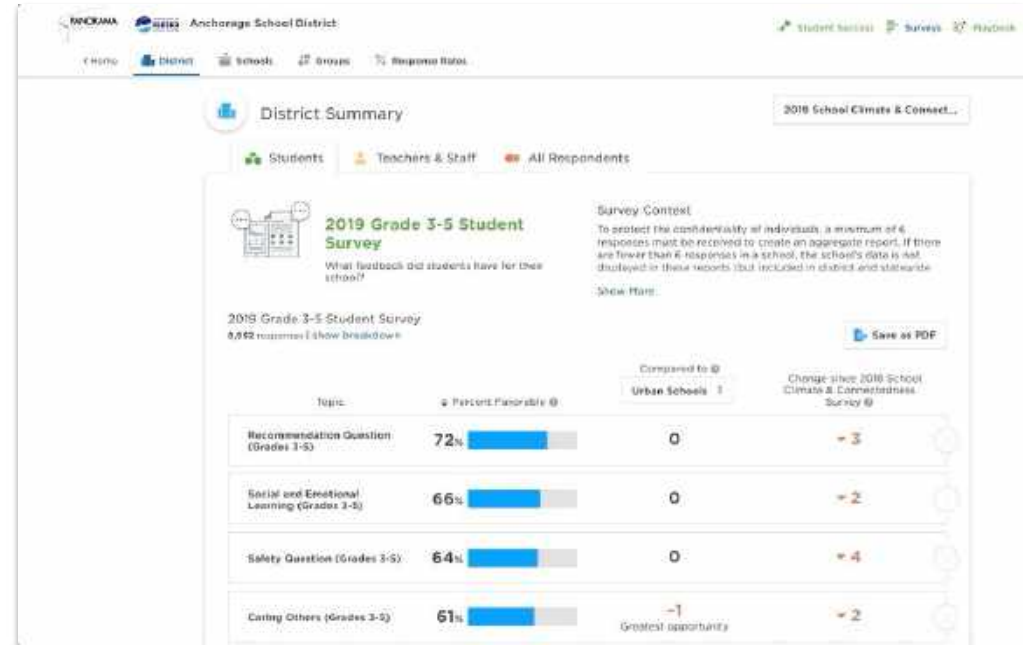 PANORAMA
Anchorage School District
Student Success
Surveys
Playbook
Home
District
Schools
Groups
Response Rates
District Summary
2019 School Climate & Connect...
Students
Teachers & Staff
All Respondents
2019 Grade 3-5 Student
Survey
What feedback did students have for their
school?
Survey Context
To protect the confidentiality of individuals, a minimum of 6
responses must be received to create an aggregate report. If there
are fewer than 6 responses in a school, the school's data is not
displayed in these reports (but included in district and statewide
Show More
2019 Grade 3-5 Student Survey
responses | show breakdown
Save as PDF
Topic
Percent Favorable
Compared to
Urban Schools
Change since 2018 School
Climate & Connectedness
Survey
Recommendation Question
(Grades 3-5)
72%
0
3
Social and Emotional
Learning (Grades 3-5)
66%
0
2
Safety Question (Grades 3-5)
64%
0
4
Caring Others (Grades 3-5)
61%
-1
Greatest opportunity
2